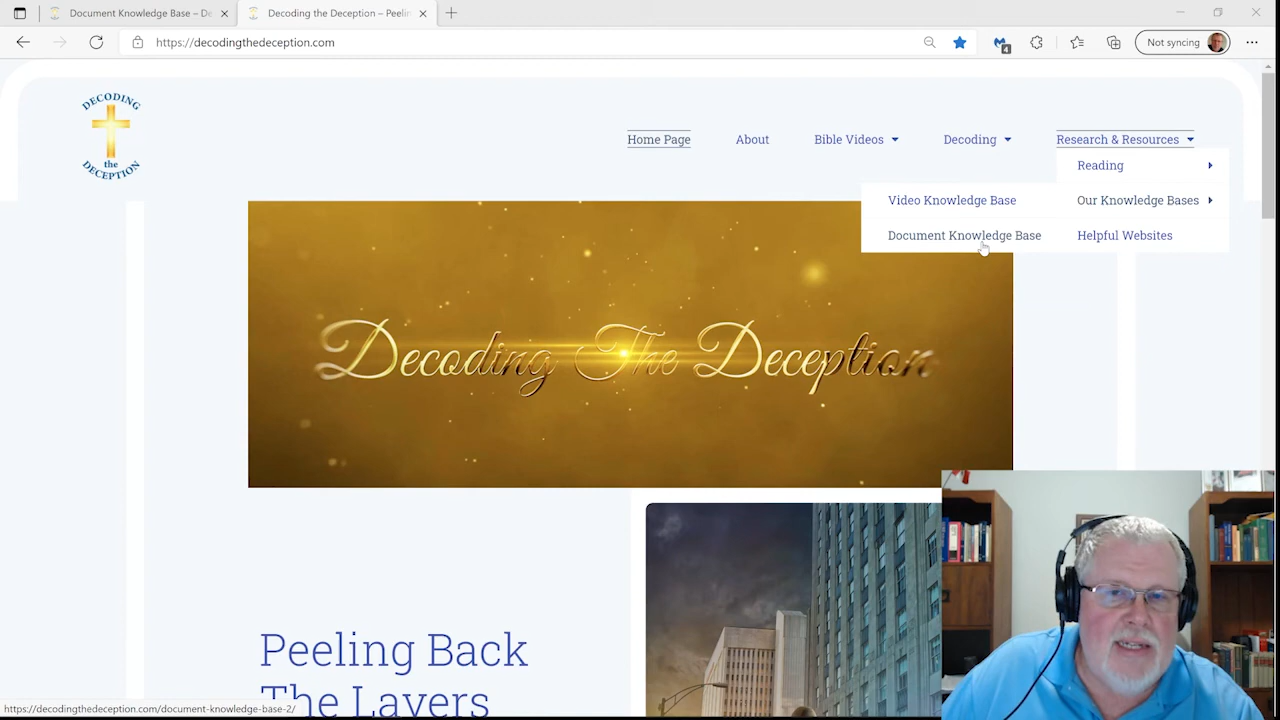 Document Knowledge Base – De
Decoding the Deception – Peelin
https://decodingthedeception.com
4
Not syncing
DECODING
the
DECEPTION
Home Page
About
Bible Videos
Decoding
Research & Resources
Reading
Video Knowledge Base
Our Knowledge Bases
Document Knowledge Base
Helpful Websites
Decoding The Deception
Peeling Back
The Layers
https://decodingthedeception.com/document-knowledge-base-2/